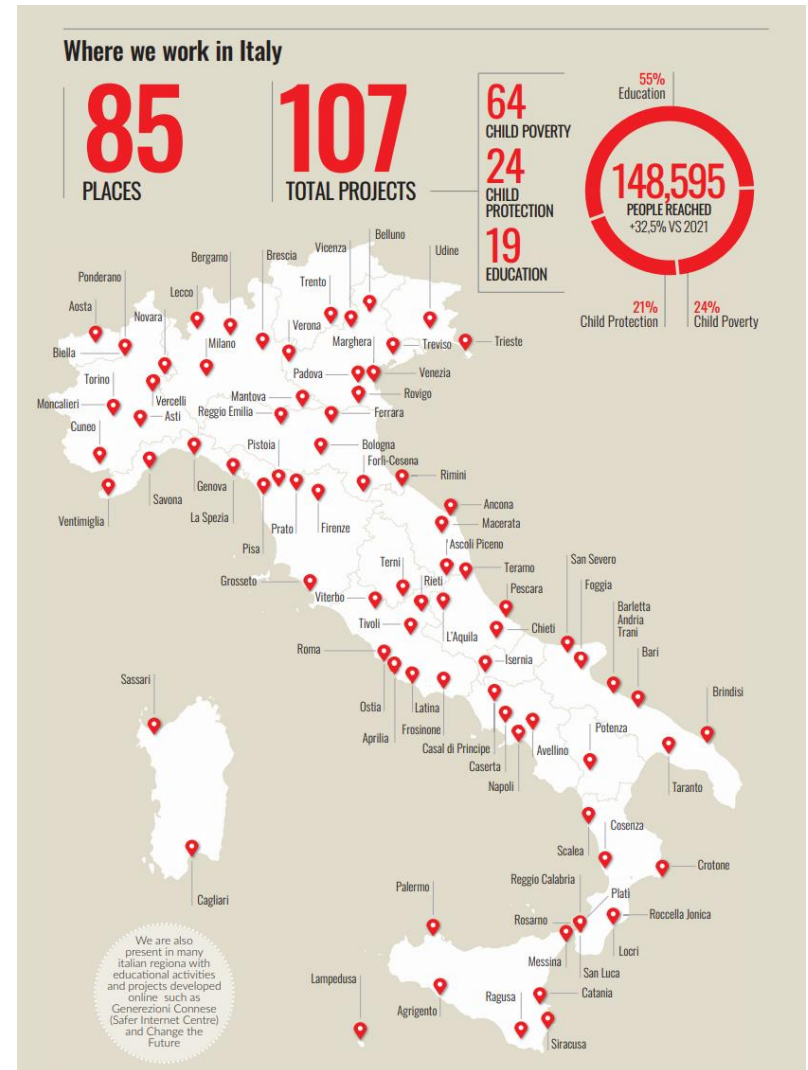 Where we work in Italy
85
PLACES
107
TOTAL PROJECTS
64
CHILD POVERTY
24
CHILD
PROTECTION
19
EDUCATION
55%
Education
148,595
PEOPLE REACHED
+32,5% VS 2021
21%
Child Protection
24%
Child Poverty
Belluno
Vicenza
Udine
Bergamo
Brescia
Ponderano
Trento
Lecco
Aosta
Novara
Verona
Milano
Marghera
Treviso
Trieste
Biella
Padova
Venezia
Torino
Vercelli
Mantova
Rovigo
Moncalieri
Asti
Reggio Emilia
Ferrara
Cuneo
Pistoia
Bologna
Forlì-Cesena
Rimini
Genova
Savona
Ancona
La Spezia
Ventimiglia
Prato
Firenze
Macerata
Pisa
Ascoli Piceno
Terni
Teramo
San Severo
Grosseto
Rieti
Pescara
Foggia
Viterbo
Barletta
Andria
Trani
Tivoli
L'Aquila
Chieti
Bari
Roma
Isernia
Sassari
Brindisi
Ostia
Latina
Frosinone
Potenza
Aprilia
Casal di Principe
Avellino
Caserta
Napoli
Taranto
Cosenza
Scalea
Crotone
Reggio Calabria
Palermo
Platì
Cagliari
Rosarno
Roccella Jonica
Locri
Messina
San Luca
Lampedusa
Catania
Ragusa
Agrigento
Siracusa
We are also
present in many
italian regiona with
educational activities
and projects developed
online such as
Generezioni Connese
(Safer Internet Centre)
and Change the
Future